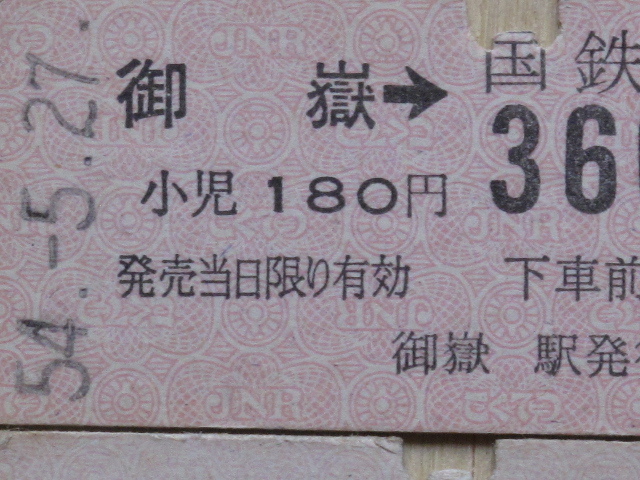 54.-5.27.
御 嶽→ 国鉄
小児 180円 36
発売当日限り有効 下車前
御嶽 駅発